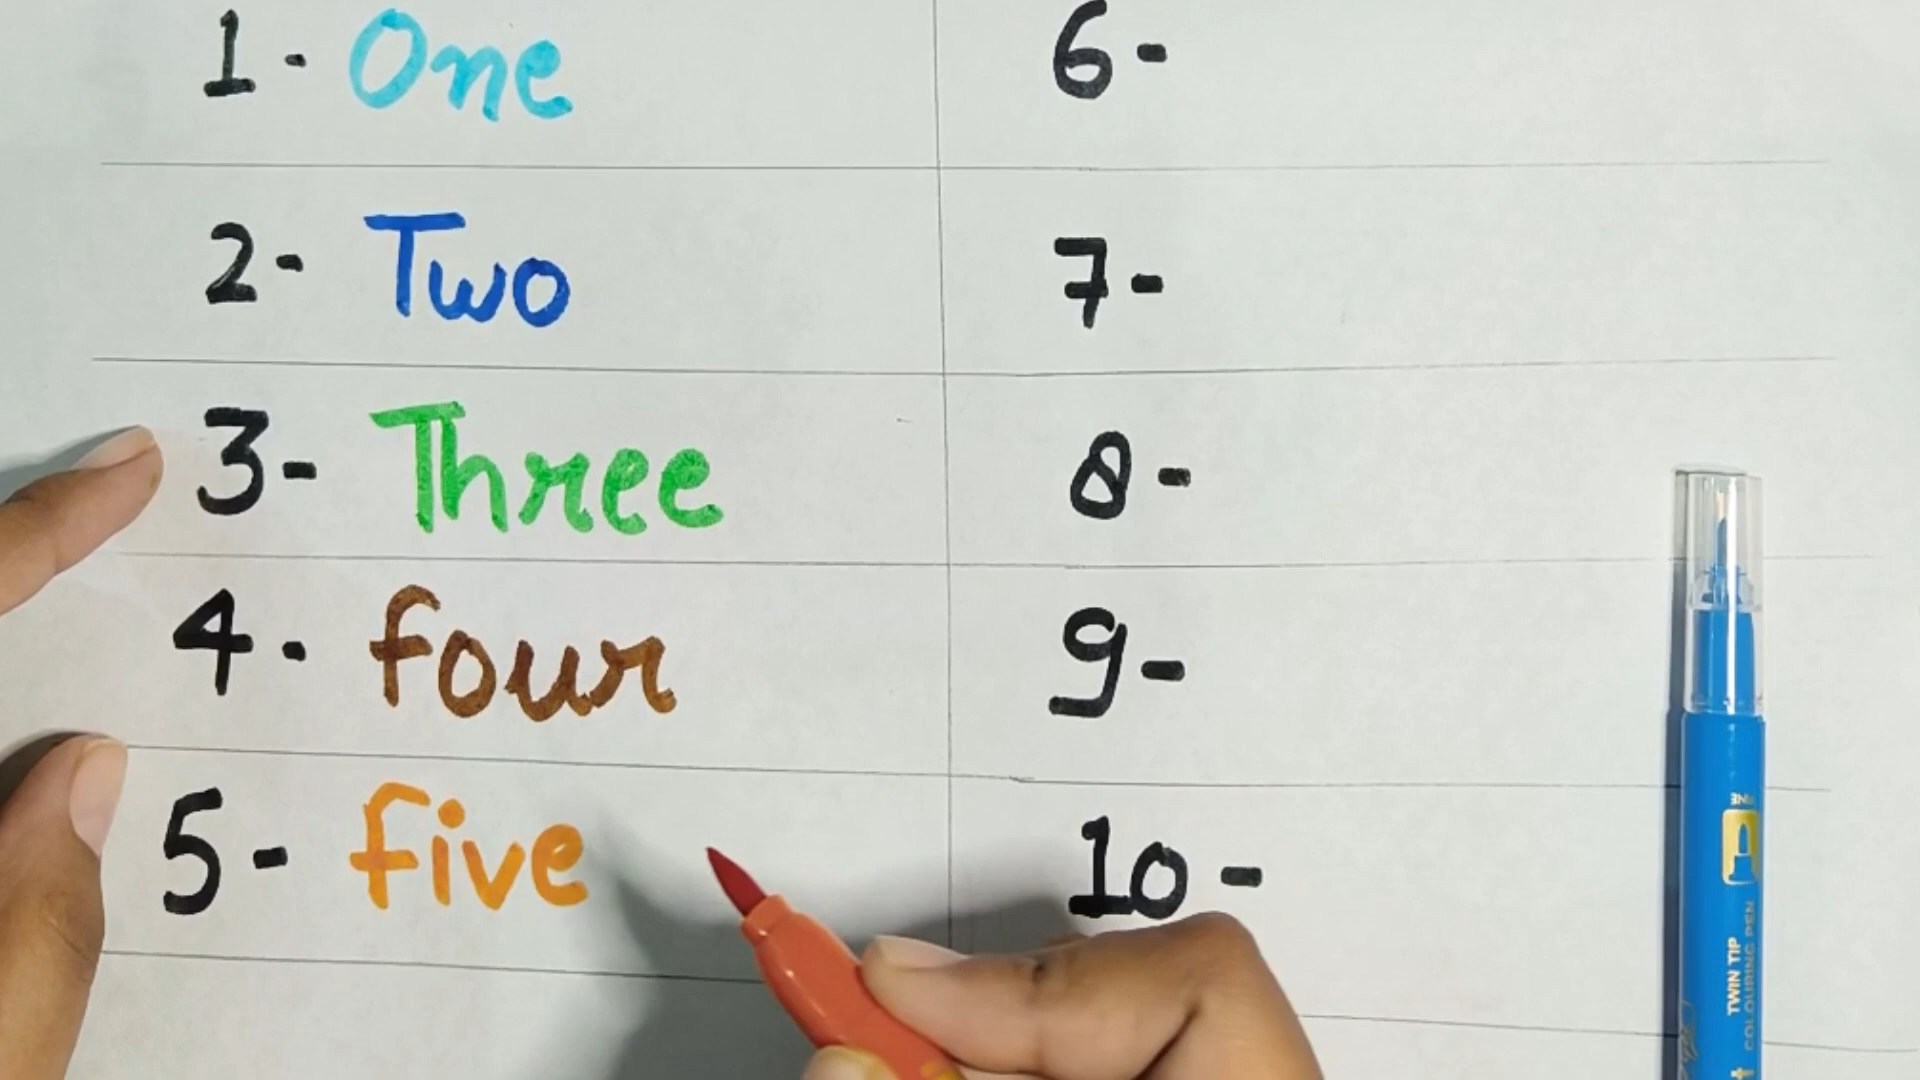 1 - One
2 - Two
3 - Three
4 - four
5 - five
6 -
7 -
8 -
9 -
10 -
FINE
TWIN TIP
COLOURING PEN